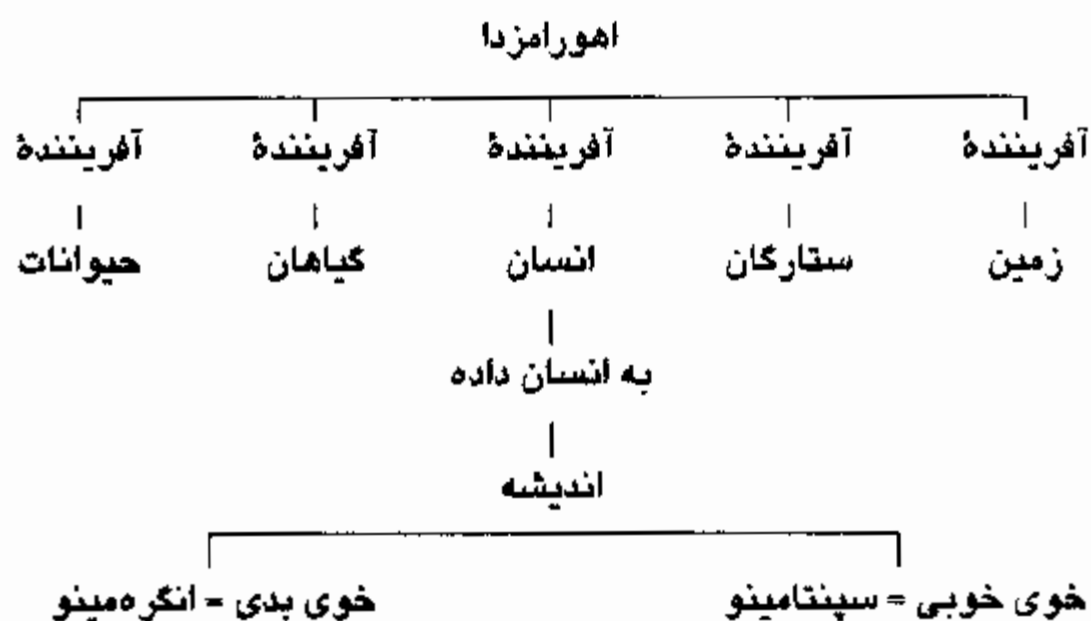 اهورامزدا
آفرینندهٔ آفرینندهٔ آفرینندهٔ آفرینندهٔ آفرینندهٔ
زمین ستارگان انسان گیاهان حیوانات
به انسان داده
اندیشه
خوی خوبی = سپنتامینو خوی بدی = انگره‌مینو